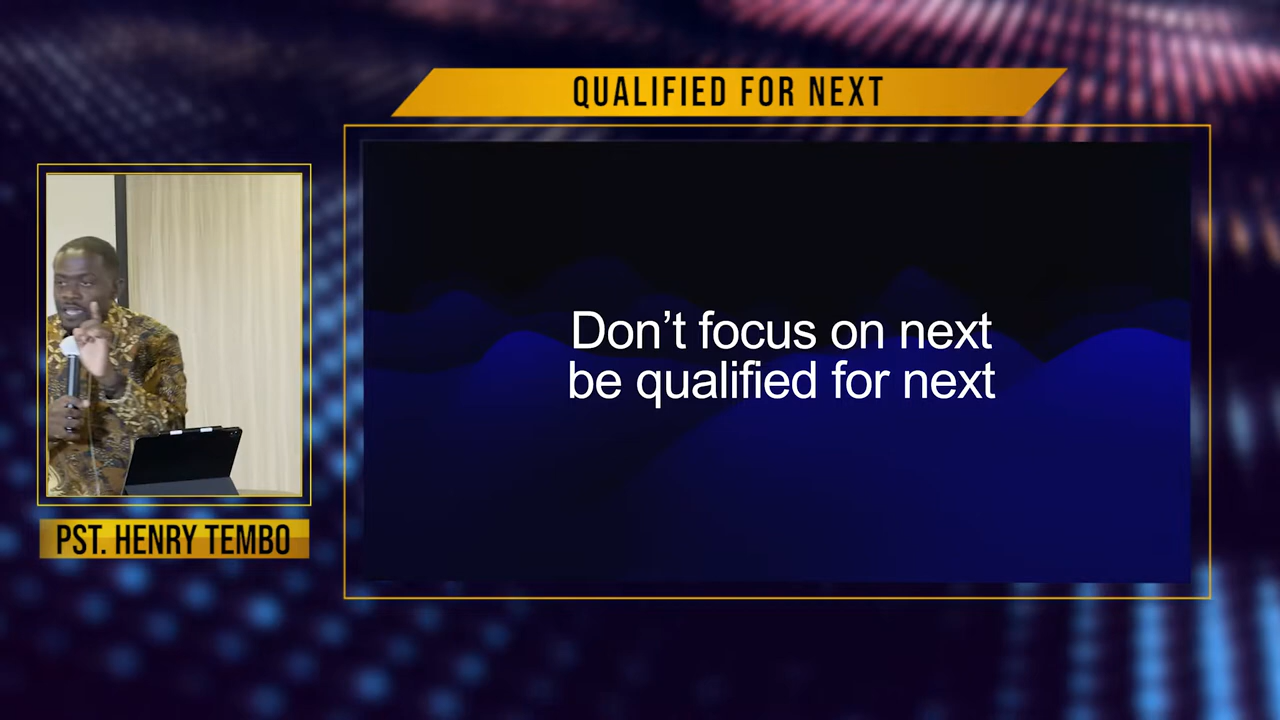 QUALIFIED FOR NEXT
Don’t focus on next
be qualified for next
PST. HENRY TEMBO